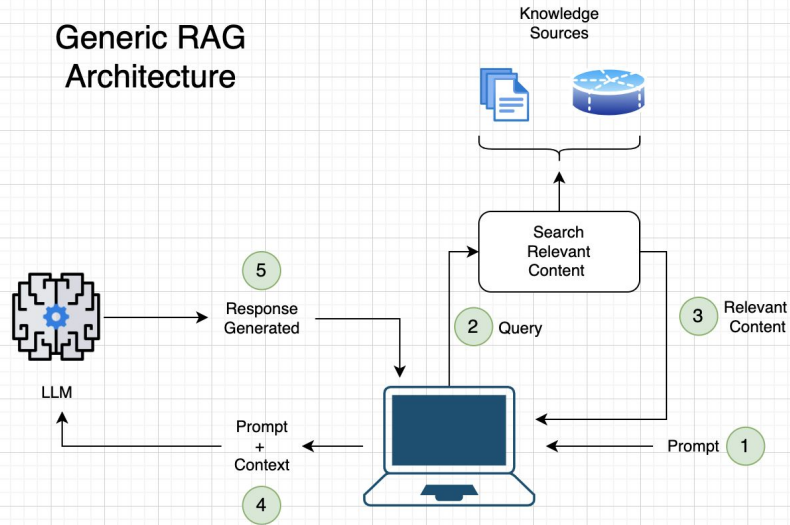 Generic RAG
Architecture
Knowledge
Sources
Search
Relevant
Content
5
Response
Generated
2 Query
3 Relevant
Content
LLM
Prompt
+
Context
4
Prompt 1